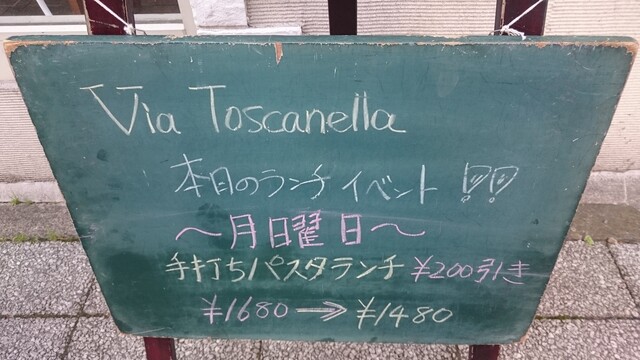 Via Toscanella
本日のランチイベント!!
～月曜日～
手打ちパスタランチ ¥200引き
¥1680→¥1480